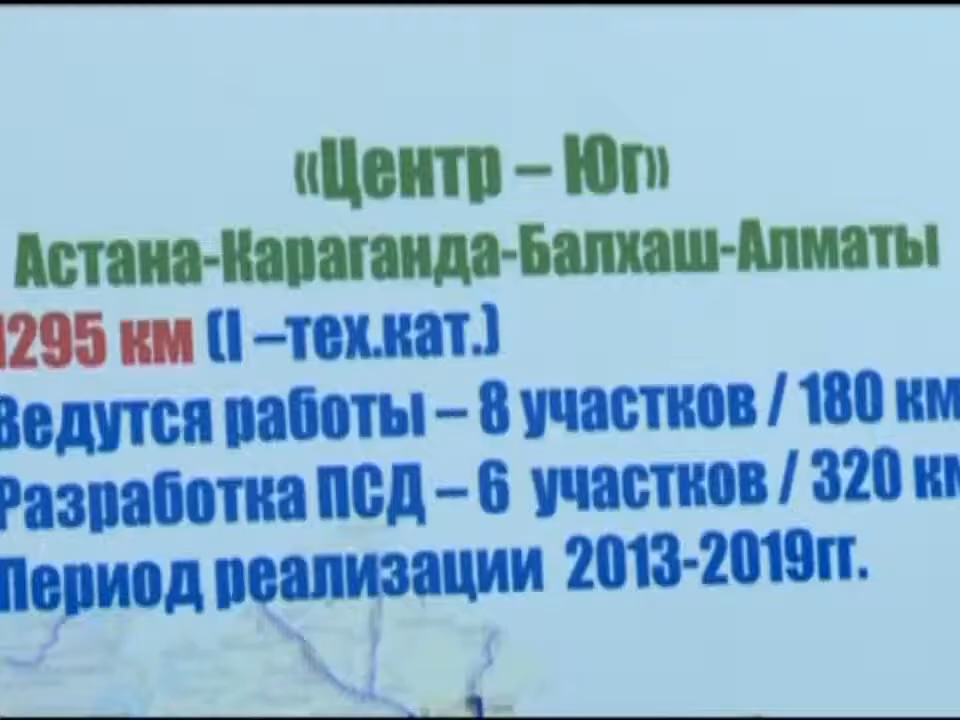 «Центр – Юг»
Астана-Караганда-Балхаш-Алматы
1295 км (I –тех.кат.)
Ведутся работы – 8 участков / 180 км
Разработка ПСД – 6 участков / 320 км
Период реализации 2013-2019гг.